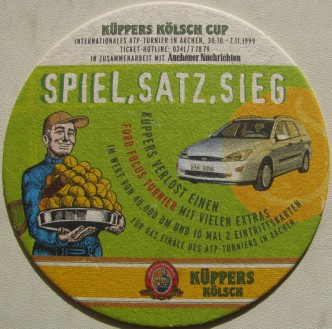 KÜPPERS KÖLSCH CUP
INTERNATIONALES ATP-TURNIER IN AACHEN, 30.10.-7.11.1999
TICKET-HOTLINE: 0241/7 78 79
IN ZUSAMMENARBEIT MIT Aachener Nachrichten
SPIEL, SATZ, SIEG
KÜPPERS VERLOST EINEN
FORD FOCUS TURNIER MIT VIELEN EXTRAS
IM WERT VON 40.000 DM UND 10 MAL 2 EINTRITTSKARTEN
FÜR DAS FINALE DES ATP-TURNIERS IN AACHEN
KÜPPERS
KÖLSCH